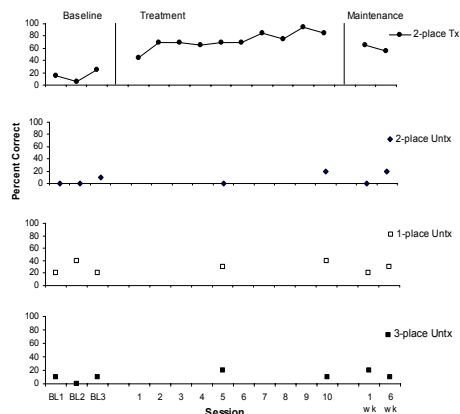 Baseline Treatment Maintenance
100
80
60
40
20
0
2-place Tx
Percent Correct
100
80
60
40
20
0
2-place Untx
100
80
60
40
20
0
1-place Untx
100
80
60
40
20
0
3-place Untx
BL1 BL2 BL3 1 2 3 4 5 6 7 8 9 10 1 6
wk wk
Session